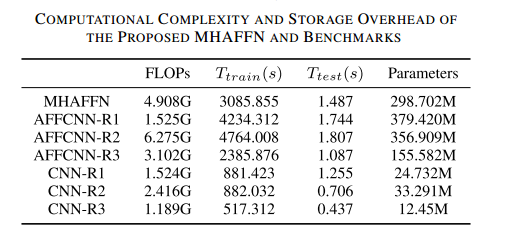 COMPUTATIONAL COMPLEXITY AND STORAGE OVERHEAD OF
THE PROPOSED MHAFFN AND BENCHMARKS
FLOPs T_train(s) T_test(s) Parameters
MHAFFN 4.908G 3085.855 1.487 298.702M
AFFCNN-R1 1.525G 4234.312 1.744 379.420M
AFFCNN-R2 6.275G 4764.008 1.807 356.909M
AFFCNN-R3 3.102G 2385.876 1.087 155.582M
CNN-R1 1.524G 881.423 1.255 24.732M
CNN-R2 2.416G 882.032 0.706 33.291M
CNN-R3 1.189G 517.312 0.437 12.45M